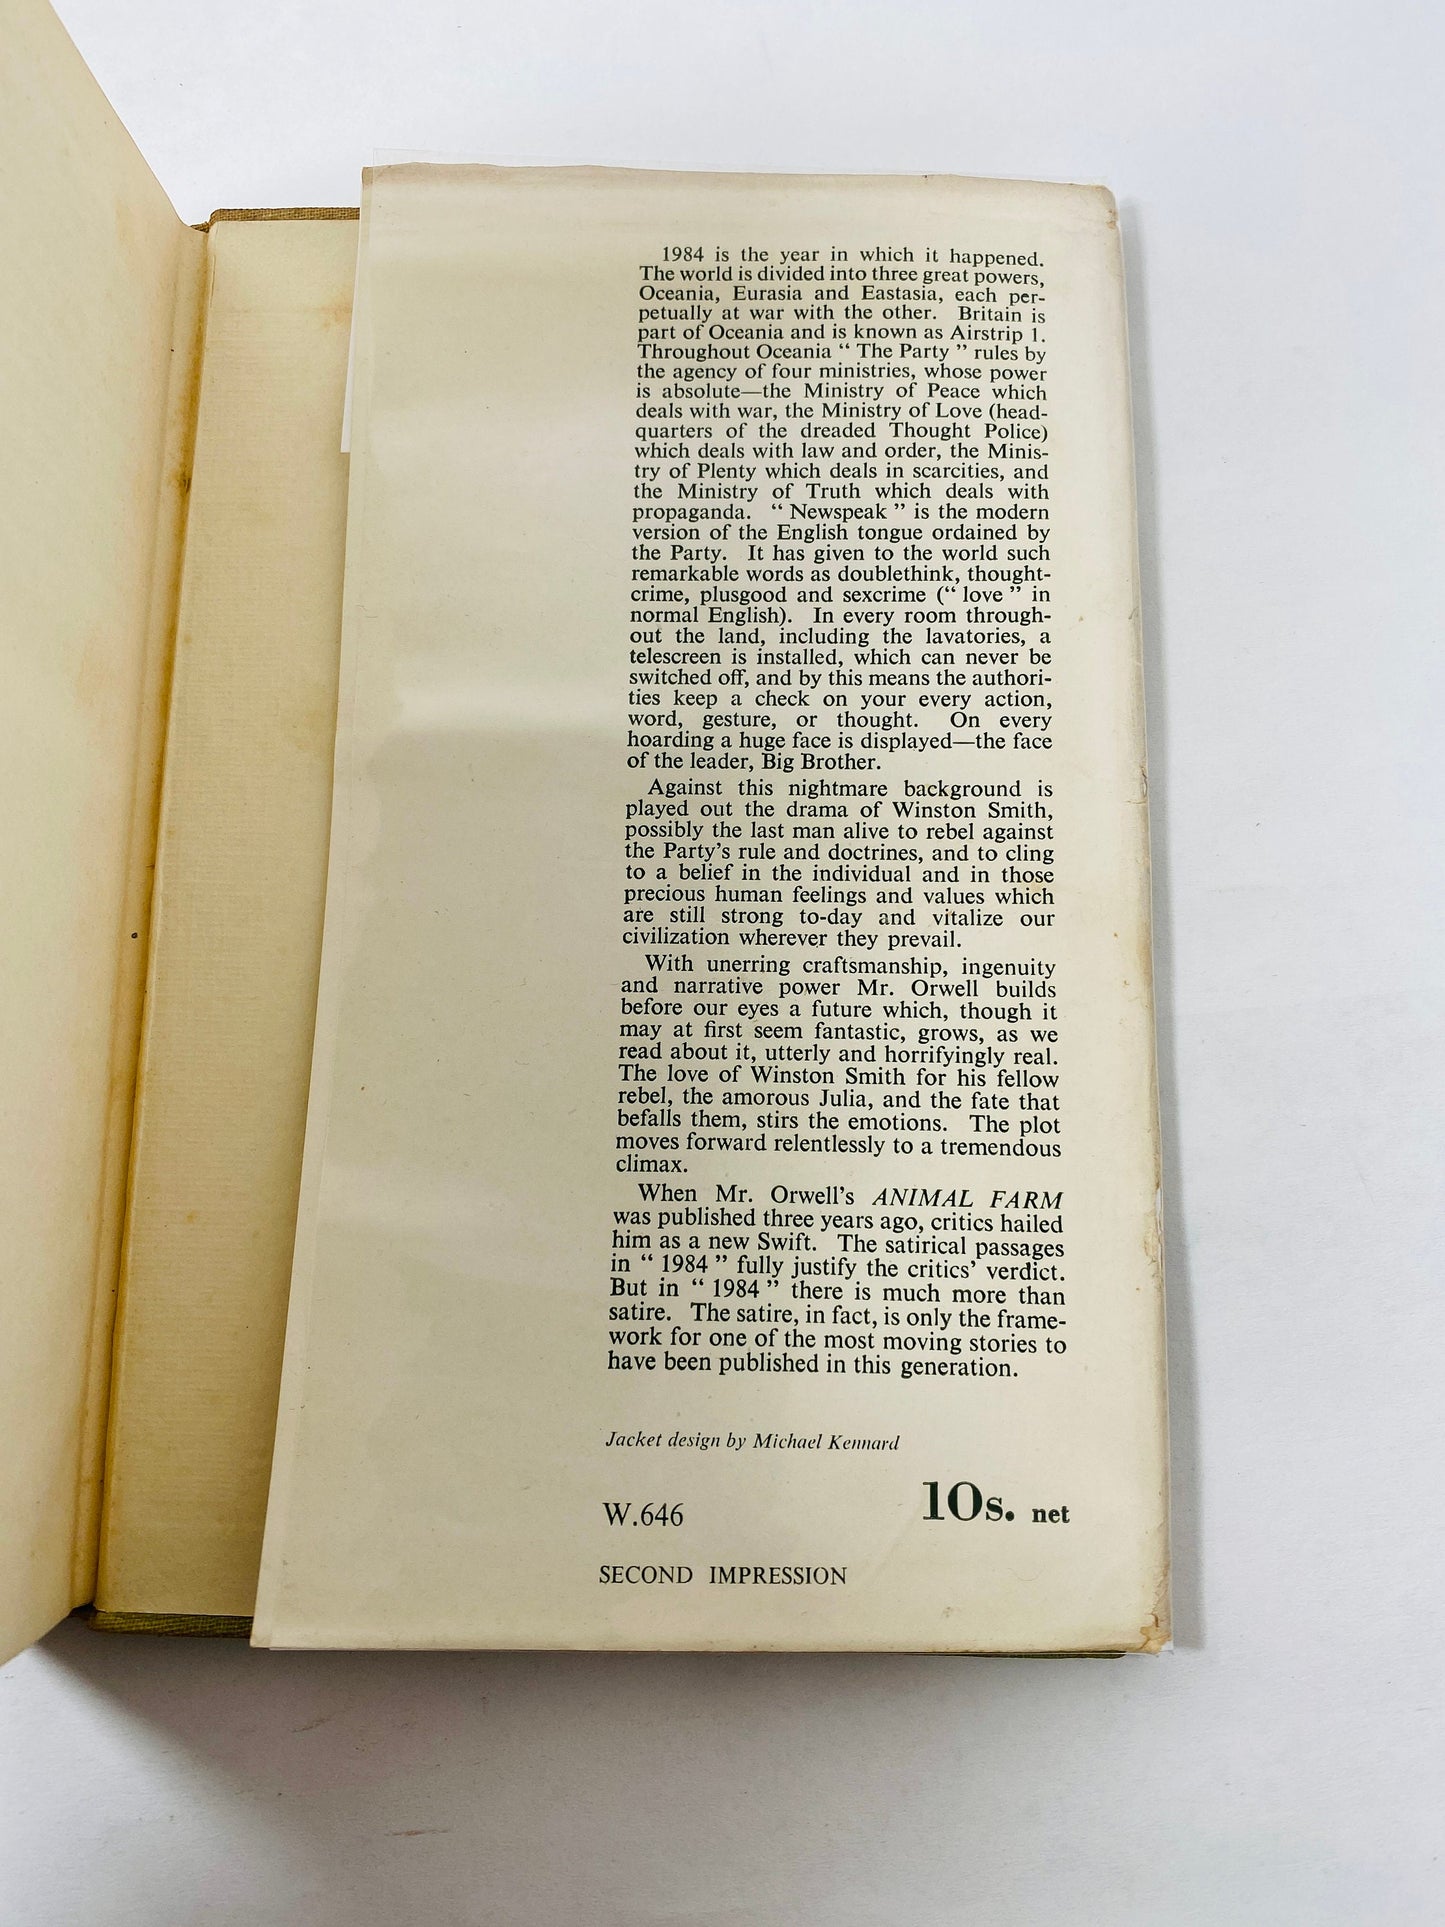 1984 is the year in which it happened.
The world is divided into three great powers,
Oceania, Eurasia and Eastasia, each per-
petually at war with the other. Britain is
part of Oceania and is known as Airstrip 1.
Throughout Oceania “ The Party ” rules by
the agency of four ministries, whose power
is absolute—the Ministry of Peace which
deals with war, the Ministry of Love (head-
quarters of the dreaded Thought Police)
which deals with law and order, the Minis-
try of Plenty which deals in scarcities, and
the Ministry of Truth which deals with
propaganda. “ Newspeak ” is the modern
version of the English tongue ordained by
the Party. It has given to the world such
remarkable words as doublethink, thought-
crime, plusgood and sexcrime (“ love ” in
normal English). In every room through-
out the land, including the lavatories, a
telescreen is installed, which can never be
switched off, and by this means the authori-
ties keep a check on your every action,
word, gesture, or thought. On every
hoarding a huge face is displayed—the face
of the leader, Big Brother.
Against this nightmare background is
played out the drama of Winston Smith,
possibly the last man alive to rebel against
the Party’s rule and doctrines, and to cling
to a belief in the individual and in those
precious human feelings and values which
are still strong to-day and vitalize our
civilization wherever they prevail.
With unerring craftsmanship, ingenuity
and narrative power Mr. Orwell builds
before our eyes a future which, though it
may at first seem fantastic, grows, as we
read about it, utterly and horrifyingly real.
The love of Winston Smith for his fellow
rebel, the amorous Julia, and the fate that
befalls them, stirs the emotions. The plot
moves forward relentlessly to a tremendous
climax.
When Mr. Orwell’s ANIMAL FARM
was published three years ago, critics hailed
him as a new Swift. The satirical passages
in “ 1984 ” fully justify the critics’ verdict.
But in “ 1984 ” there is much more than
satire. The satire, in fact, is only the frame-
work for one of the most moving stories to
have been published in this generation.
Jacket design by Michael Kennard
W.646 10s. net
SECOND IMPRESSION